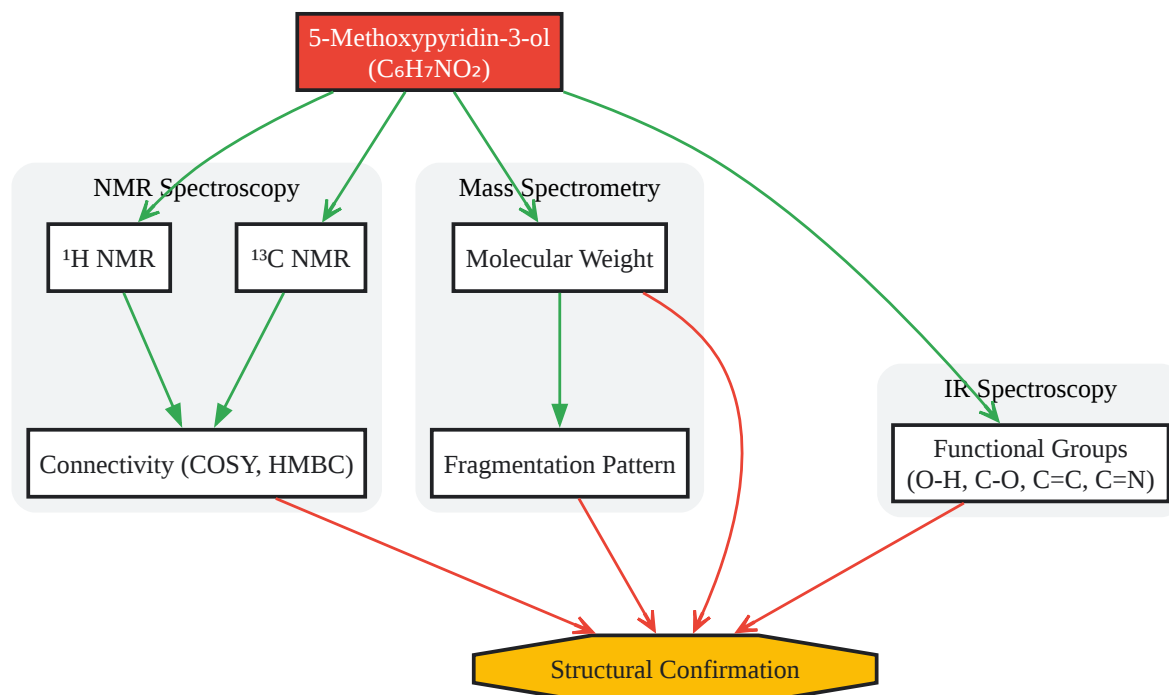 5-Methoxypyridin-3-ol
(C₆H₇NO₂)
NMR Spectroscopy
Mass Spectrometry
¹H NMR
¹³C NMR
Molecular Weight
IR Spectroscopy
Connectivity (COSY, HMBC)
Fragmentation Pattern
Functional Groups
(O-H, C-O, C=C, C=N)
Structural Confirmation